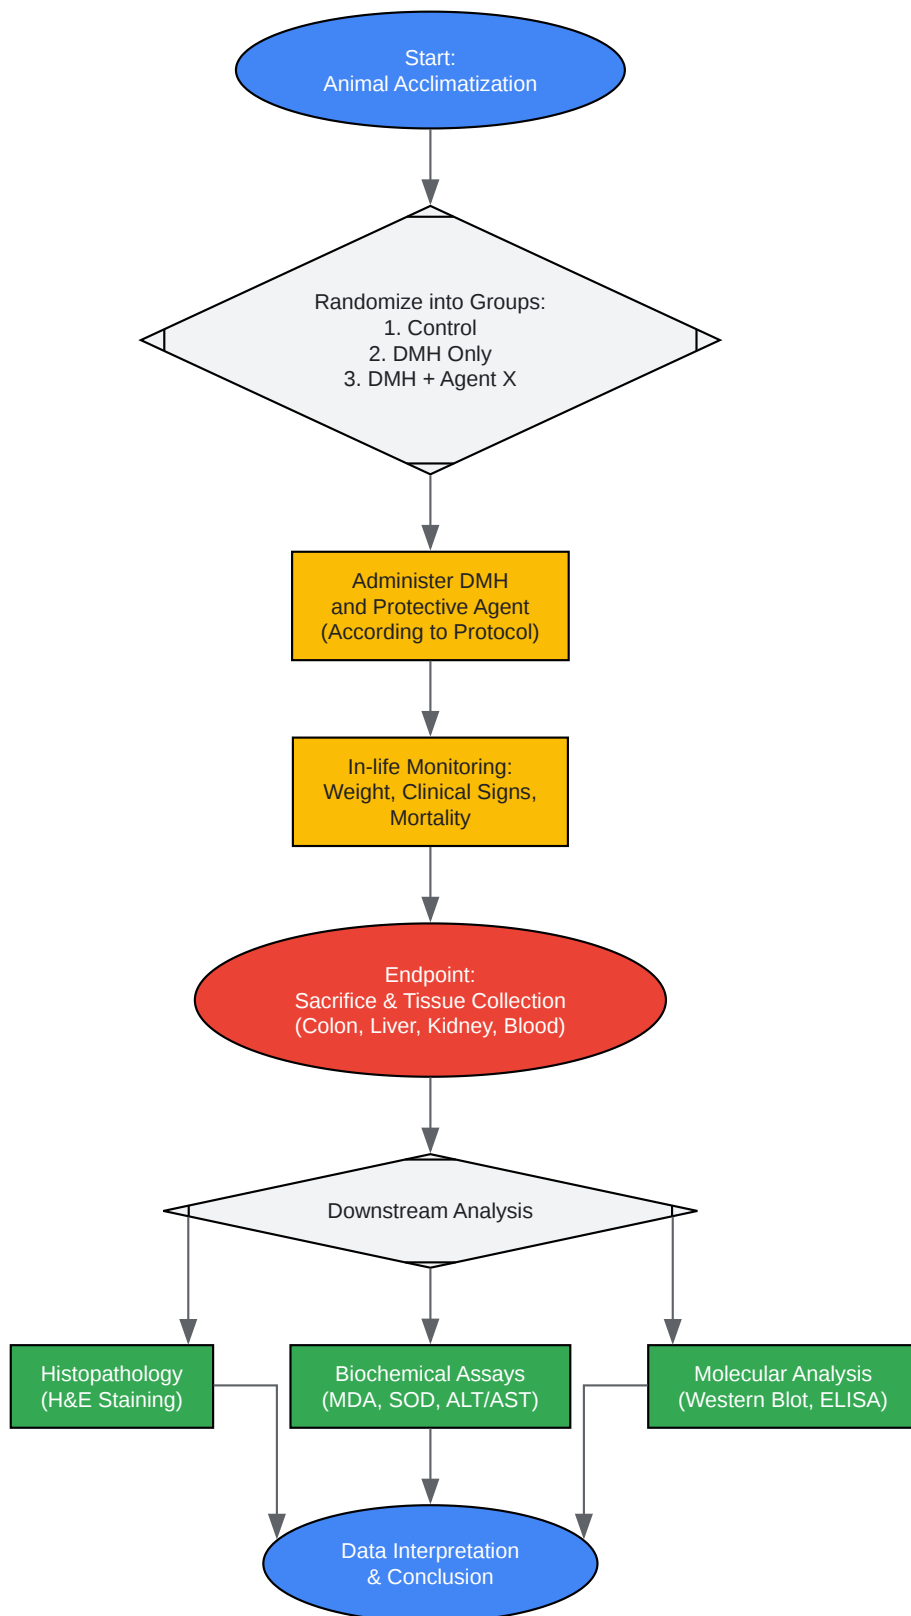 Start:
Animal Acclimatization
Randomize into Groups:
1. Control
2. DMH Only
3. DMH + Agent X
Administer DMH
and Protective Agent
(According to Protocol)
In-life Monitoring:
Weight, Clinical Signs,
Mortality
Endpoint:
Sacrifice & Tissue Collection
(Colon, Liver, Kidney, Blood)
Downstream Analysis
Histopathology
(H&E Staining)
Biochemical Assays
(MDA, SOD, ALT/AST)
Molecular Analysis
(Western Blot, ELISA)
Data Interpretation
& Conclusion